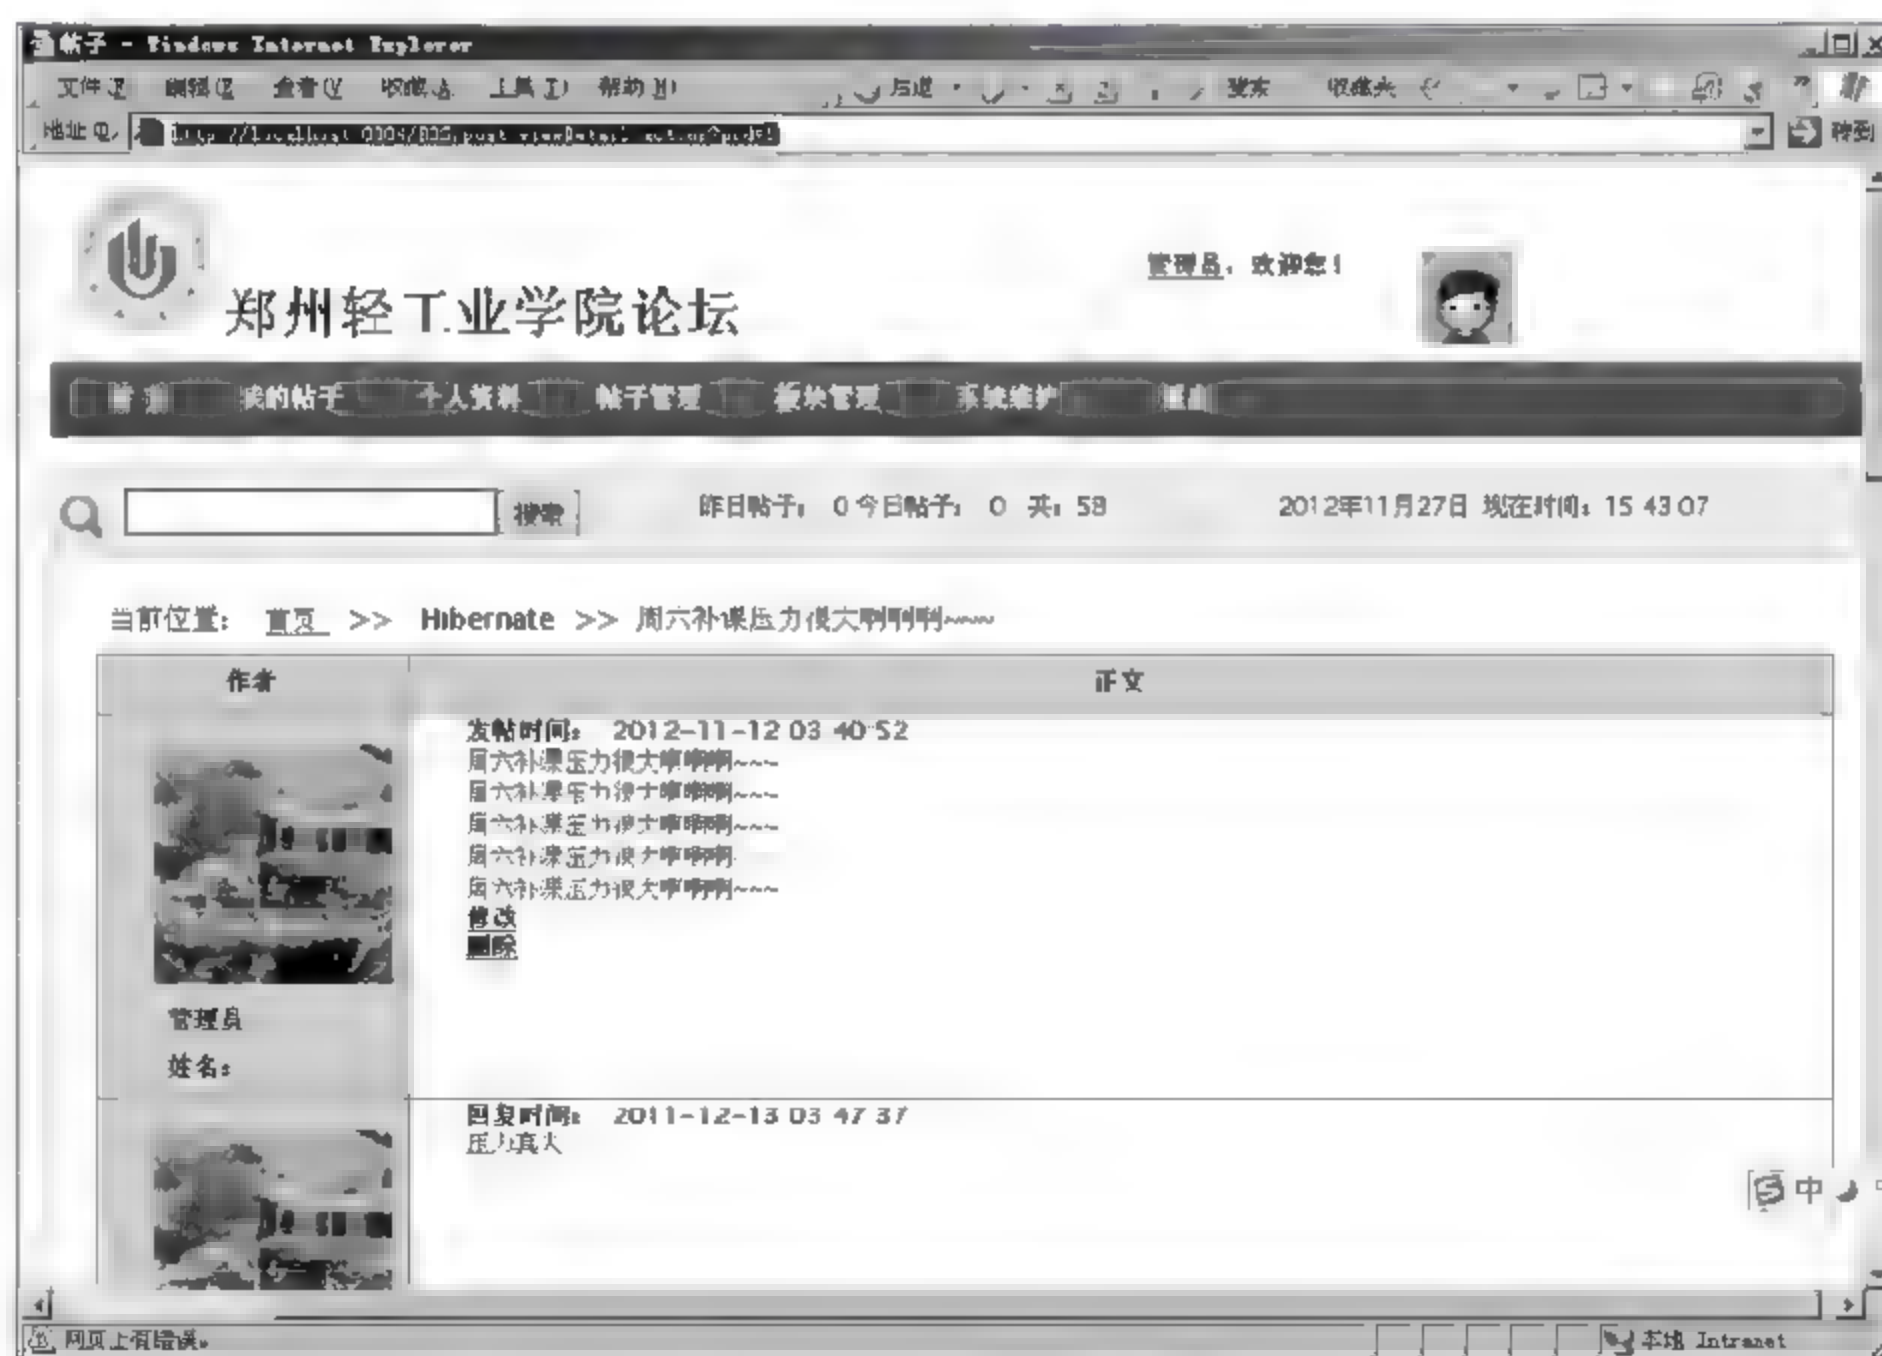 帖子 - Windows Internet Explorer
文件(F) 编辑(E) 查看(V) 收藏(A) 工具(T) 帮助(H) 后退 搜索 收藏夹
地址(D) 转到
管理员, 欢迎您!
郑州轻工业学院论坛
首页 我的帖子 个人资料 帖子管理 板块管理 系统维护 退出
搜索 昨日帖子: 0 今日帖子: 0 共: 58 2012年11月27日 现在时间: 15 43 07
当前位置: 首页 >> Hibernate >> 周六补课压力很大啊啊啊~~~
作者 正文
发帖时间: 2012-11-12 03 40 52
周六补课压力很大啊啊啊~~~
周六补课压力很大啊啊啊~~~
周六补课压力很大啊啊啊~~~
周六补课压力很大啊啊啊
周六补课压力很大啊啊啊~~~
修改
删除
管理员
姓名:
回复时间: 2011-12-13 03 47 37
压力真大
中
网页上有错误。 本地 Intranet